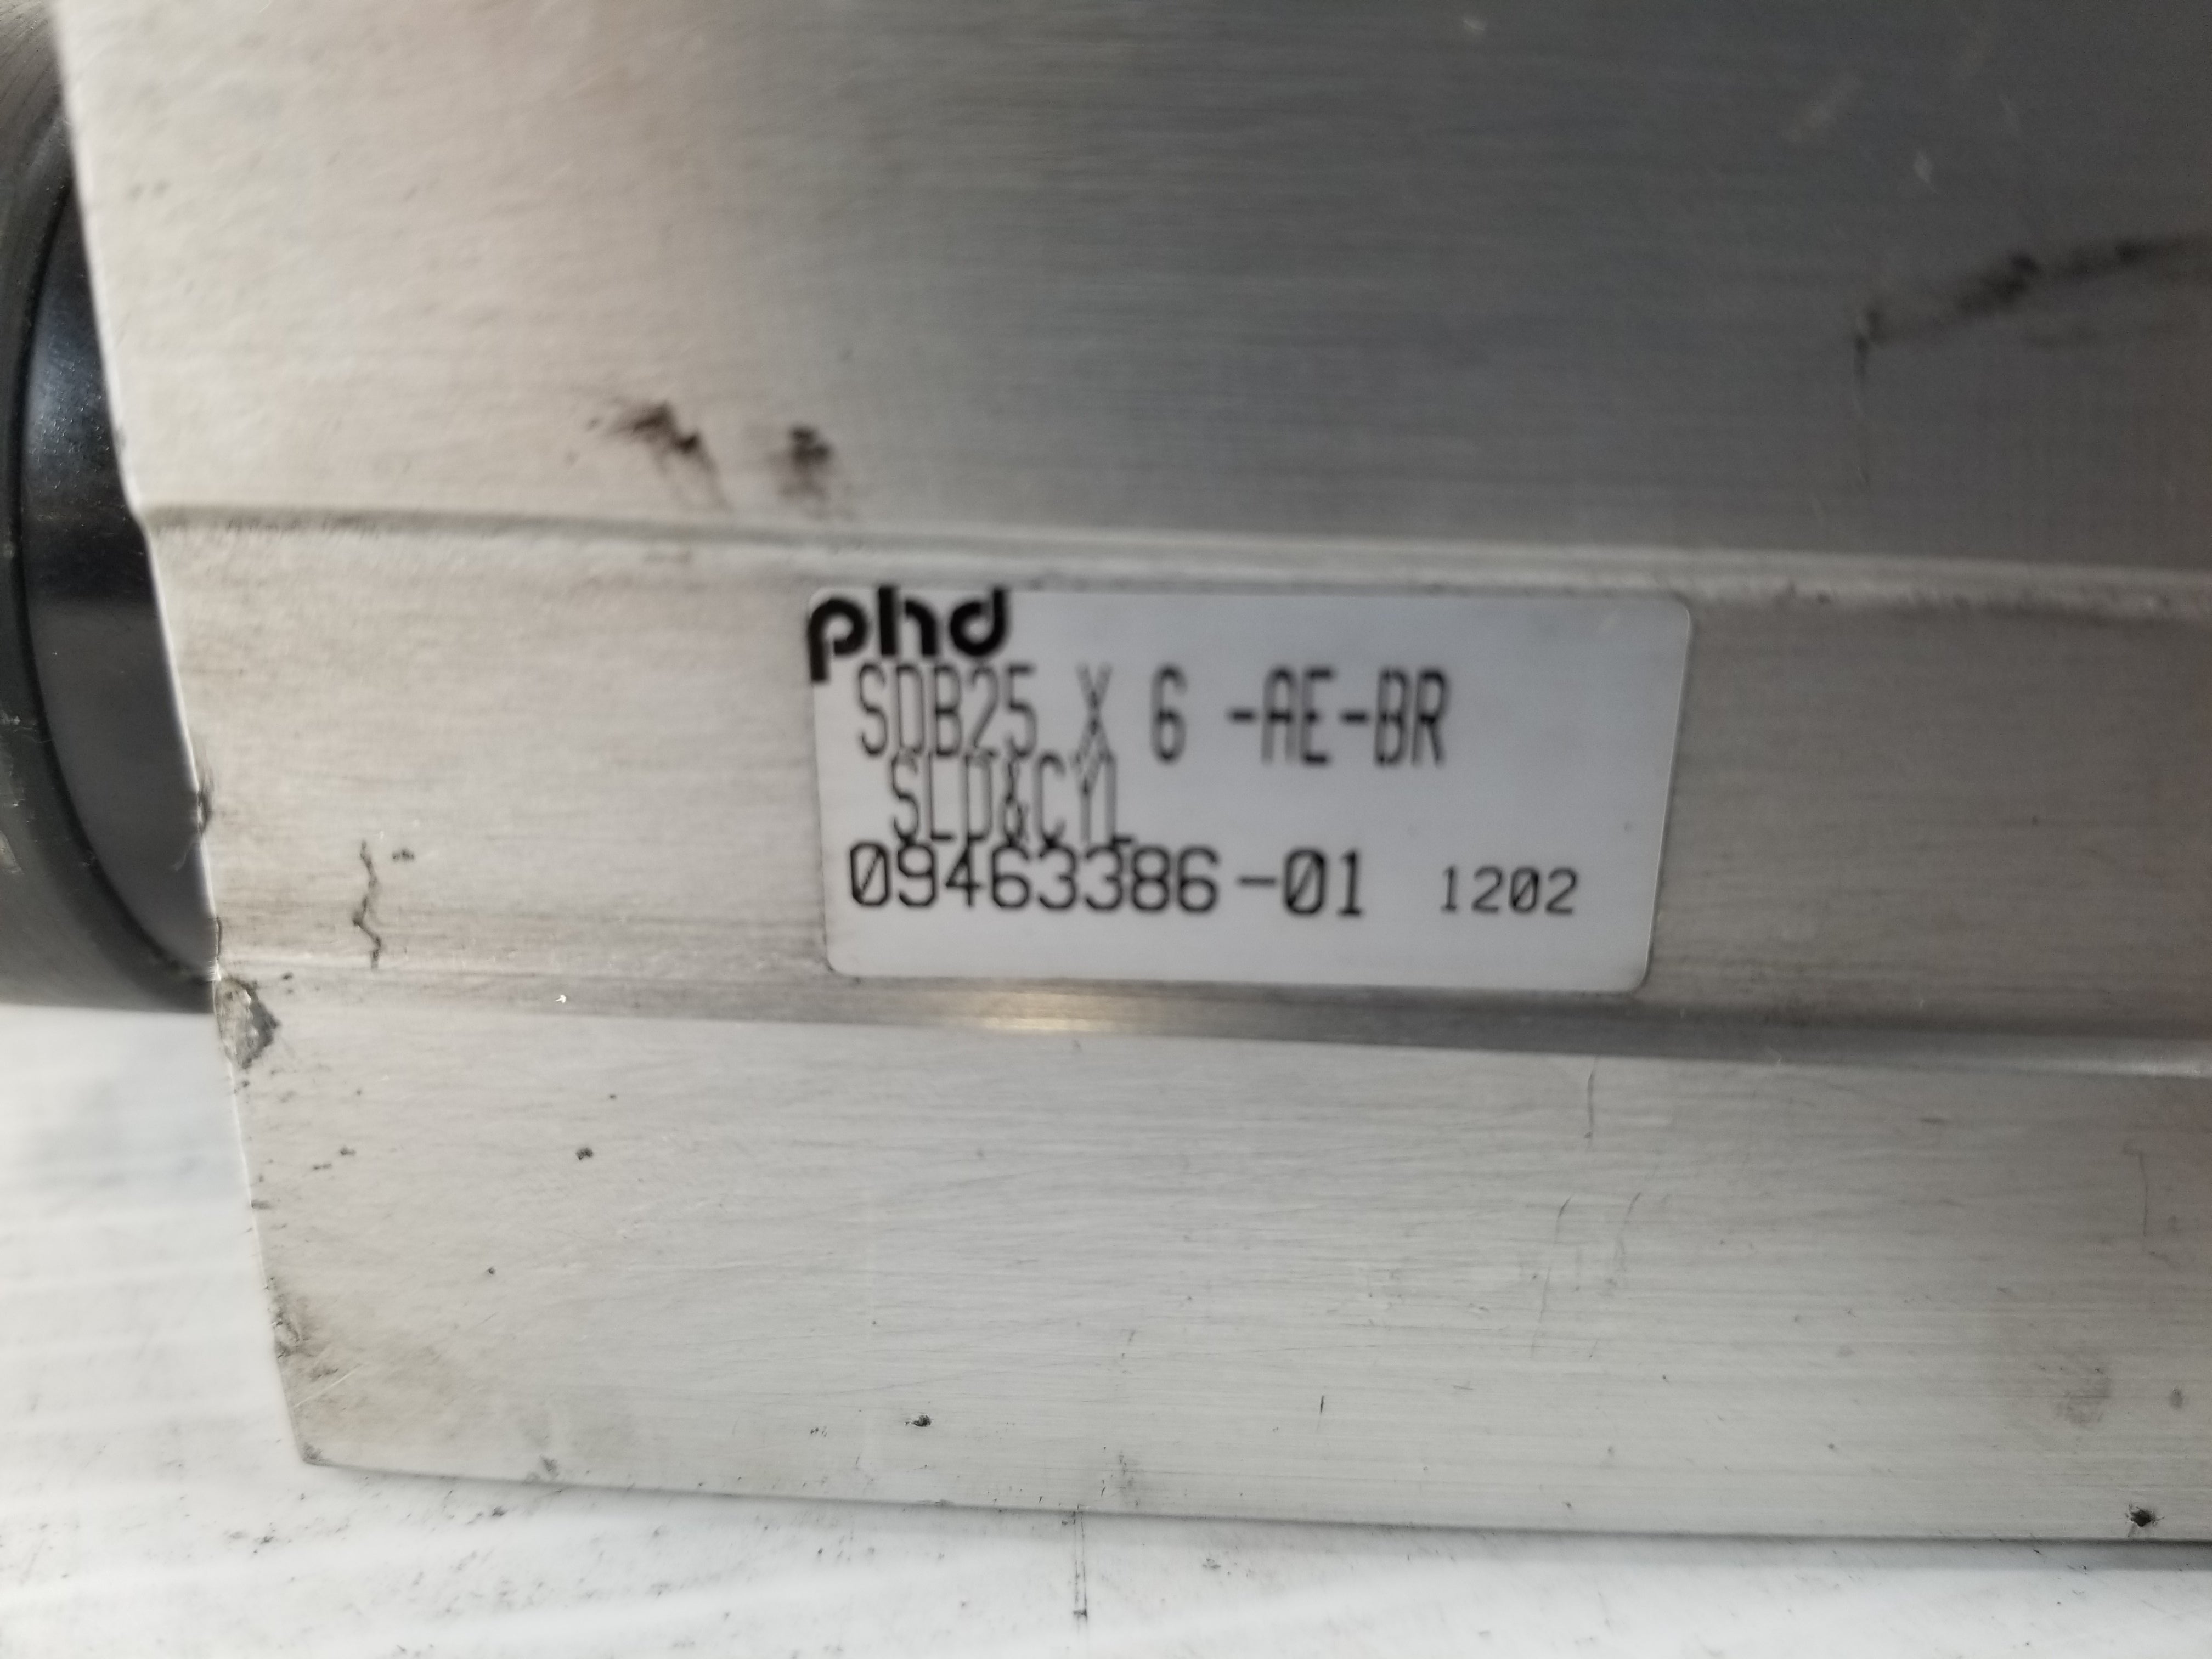 phd
SDB25 X 6 -AE-BR
SLD&CYL
09463386-01 1202